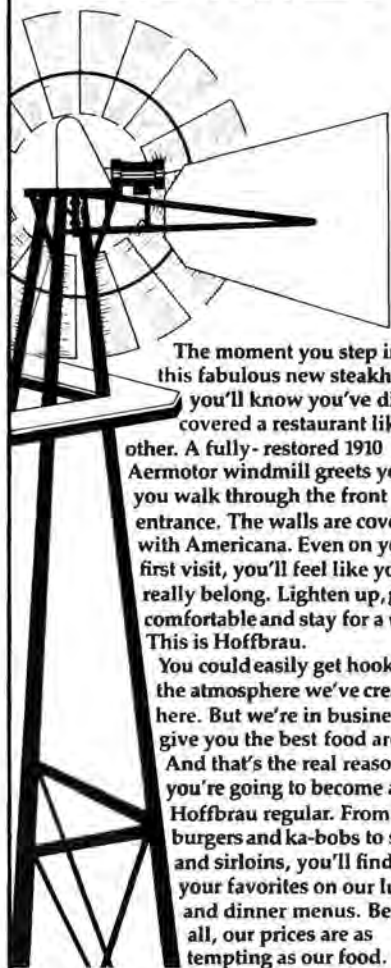 The moment you step i
this fabulous new steakh
you'll know you've di
covered a restaurant lik
other. A fully-restored 1910
Aermotor windmill greets yo
you walk through the front
entrance. The walls are cove
with Americana. Even on yo
first visit, you'll feel like yo
really belong. Lighten up, g
comfortable and stay for a w
This is Hoffbrau.
You could easily get hook
the atmosphere we've cre
here. But we're in busine
give you the best food ar
And that's the real reaso
you're going to become a
Hoffbrau regular. From
burgers and ka-bobs to s
and sirloins, you'll find
your favorites on our lu
and dinner menus. Be
all, our prices are as
tempting as our food.